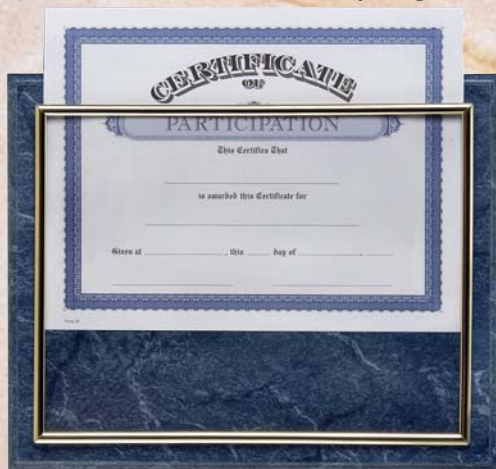 CERTIFICATE
OF
PARTICIPATION
This Certifies That
is awarded this Certificate for
Given at , this day of ,